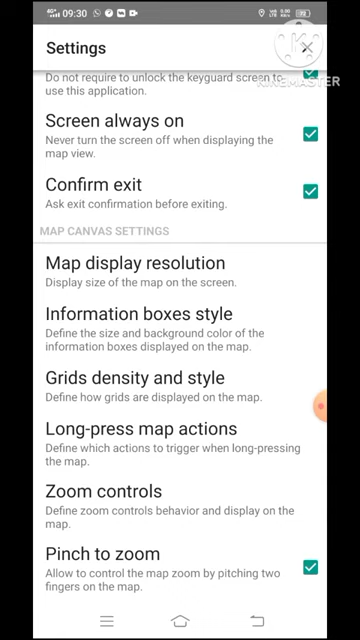 4G 09:30
Settings
KINEMASTER
Do not require to unlock the keyguard screen to
use this application.
Screen always on
Never turn the screen off when displaying the
map view.
Confirm exit
Ask exit confirmation before exiting.
MAP CANVAS SETTINGS
Map display resolution
Display size of the map on the screen.
Information boxes style
Define the size and background color of the
information boxes displayed on the map.
Grids density and style
Define how grids are displayed on the map.
Long-press map actions
Define which actions to trigger when long-pressing
the map.
Zoom controls
Define zoom controls behavior and display on the
map.
Pinch to zoom
Allow to control the map zoom by pitching two
fingers on the map.